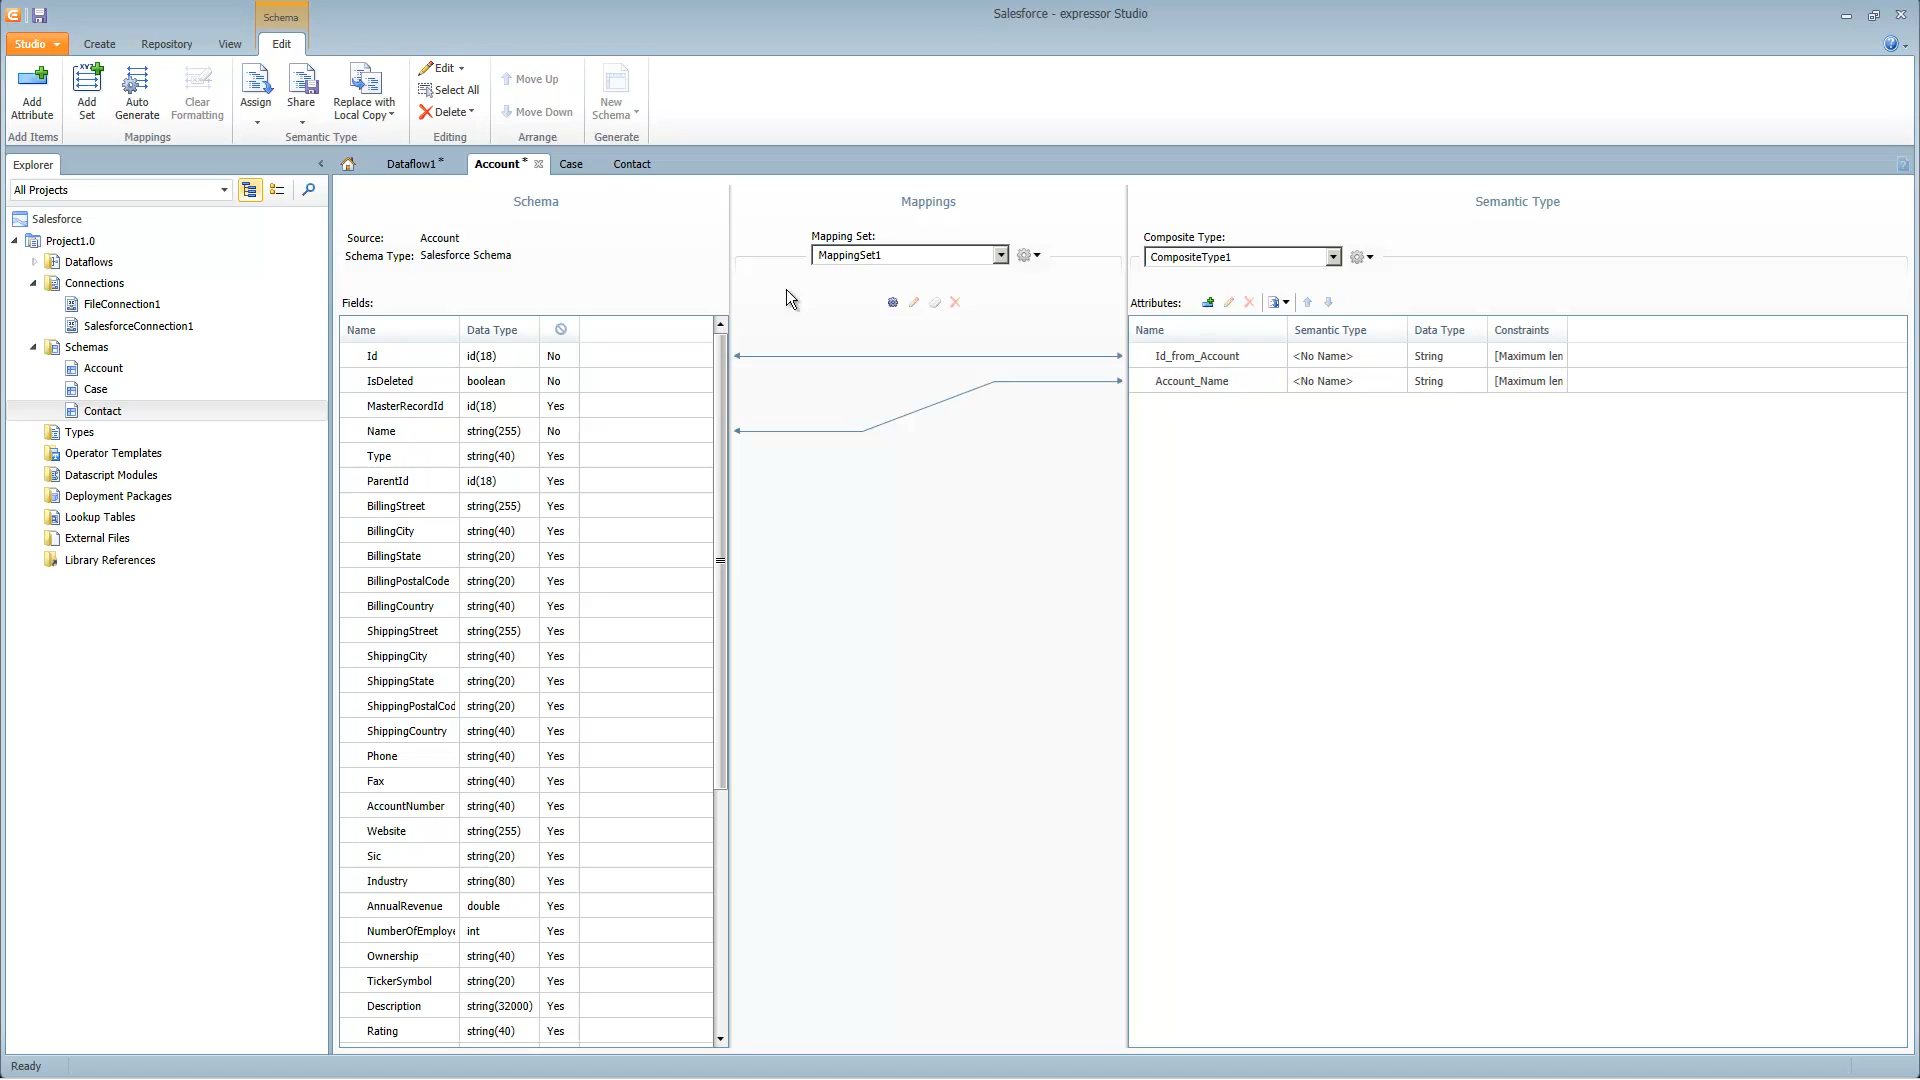 Schema
Salesforce - expressor Studio
Studio
Create
Repository
View
Edit
Add Attribute
Add Set
Auto Generate
Clear Formatting
Assign
Share
Replace with Local Copy
Edit
Select All
Delete
Move Up
Move Down
New Schema
Add Items
Mappings
Semantic Type
Editing
Arrange
Generate
Explorer
Dataflow1 *
Account *
Case
Contact
All Projects
Salesforce
Project1.0
Dataflows
Connections
FileConnection1
SalesforceConnection1
Schemas
Account
Case
Contact
Types
Operator Templates
Datascript Modules
Deployment Packages
Lookup Tables
External Files
Library References
Schema
Source: Account
Schema Type: Salesforce Schema
Fields:
Name Data Type
Id id(18) No
IsDeleted boolean No
MasterRecordId id(18) Yes
Name string(255) No
Type string(40) Yes
ParentId id(18) Yes
BillingStreet string(255) Yes
BillingCity string(40) Yes
BillingState string(20) Yes
BillingPostalCode string(20) Yes
BillingCountry string(40) Yes
ShippingStreet string(255) Yes
ShippingCity string(40) Yes
ShippingState string(20) Yes
ShippingPostalCod string(20) Yes
ShippingCountry string(40) Yes
Phone string(40) Yes
Fax string(40) Yes
AccountNumber string(40) Yes
Website string(255) Yes
Sic string(20) Yes
Industry string(80) Yes
AnnualRevenue double Yes
NumberOfEmploye int Yes
Ownership string(40) Yes
TickerSymbol string(20) Yes
Description string(32000) Yes
Rating string(40) Yes
Mappings
Mapping Set:
MappingSet1
Semantic Type
Composite Type:
CompositeType1
Attributes:
Name Semantic Type Data Type Constraints
Id_from_Account <No Name> String [Maximum len
Account_Name <No Name> String [Maximum len
Ready